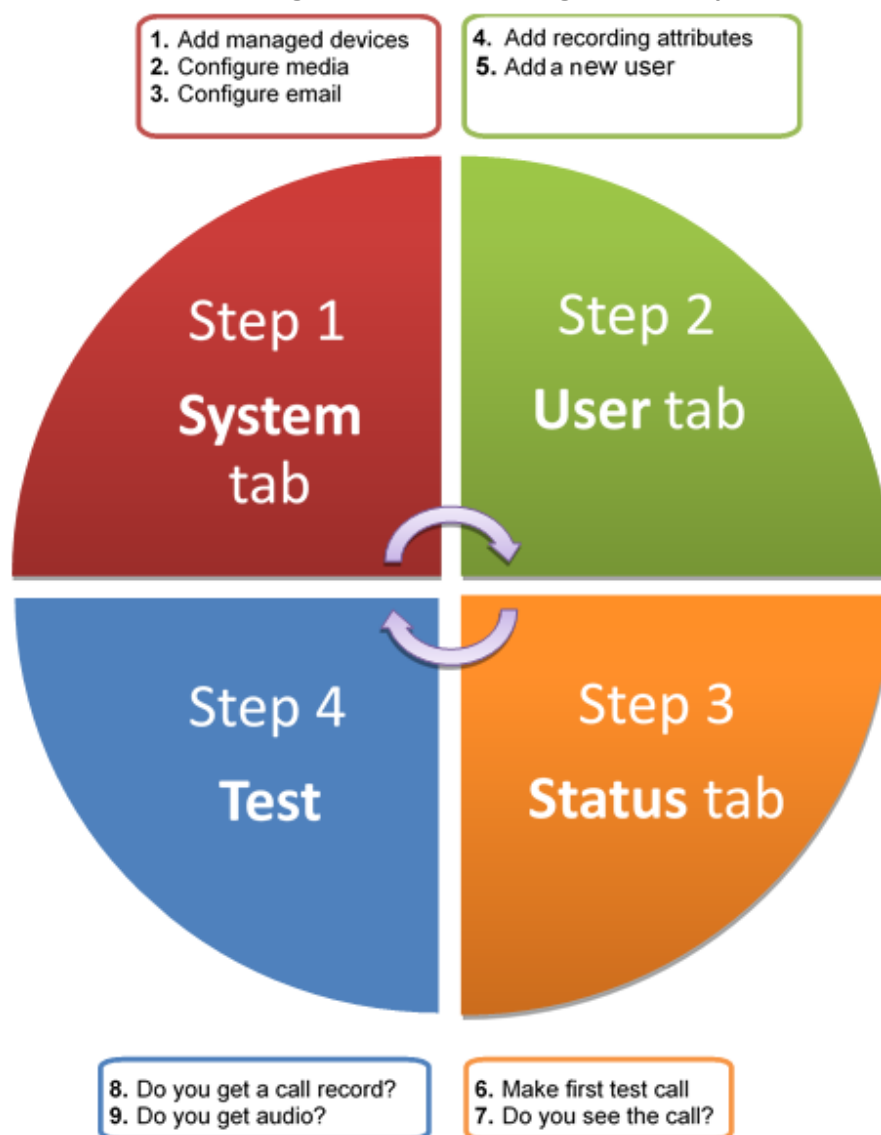 1. Add managed devices
2. Configure media
3. Configure email
4. Add recording attributes
5. Add a new user
Step 1
System
tab
Step 2
User tab
Step 3
Status tab
Step 4
Test
6. Make first test call
7. Do you see the call?
8. Do you get a call record?
9. Do you get audio?